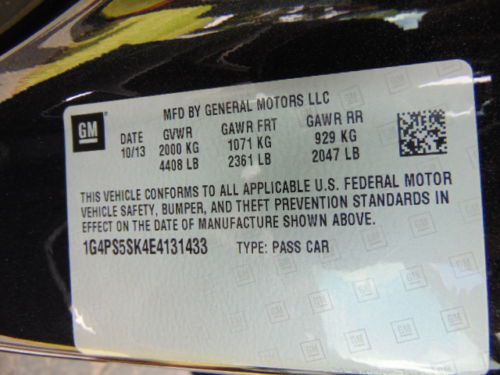 MFD BY GENERAL MOTORS LLC
GM
DATE GVWR GAWR FRT GAWR RR
10/13 2000 KG 1071 KG 929 KG
4408 LB 2361 LB 2047 LB
THIS VEHICLE CONFORMS TO ALL APPLICABLE U.S. FEDERAL MOTOR
VEHICLE SAFETY, BUMPER, AND THEFT PREVENTION STANDARDS IN
EFFECT ON THE DATE OF MANUFACTURE SHOWN ABOVE.
1G4PS5SK4E4131433 TYPE: PASS CAR